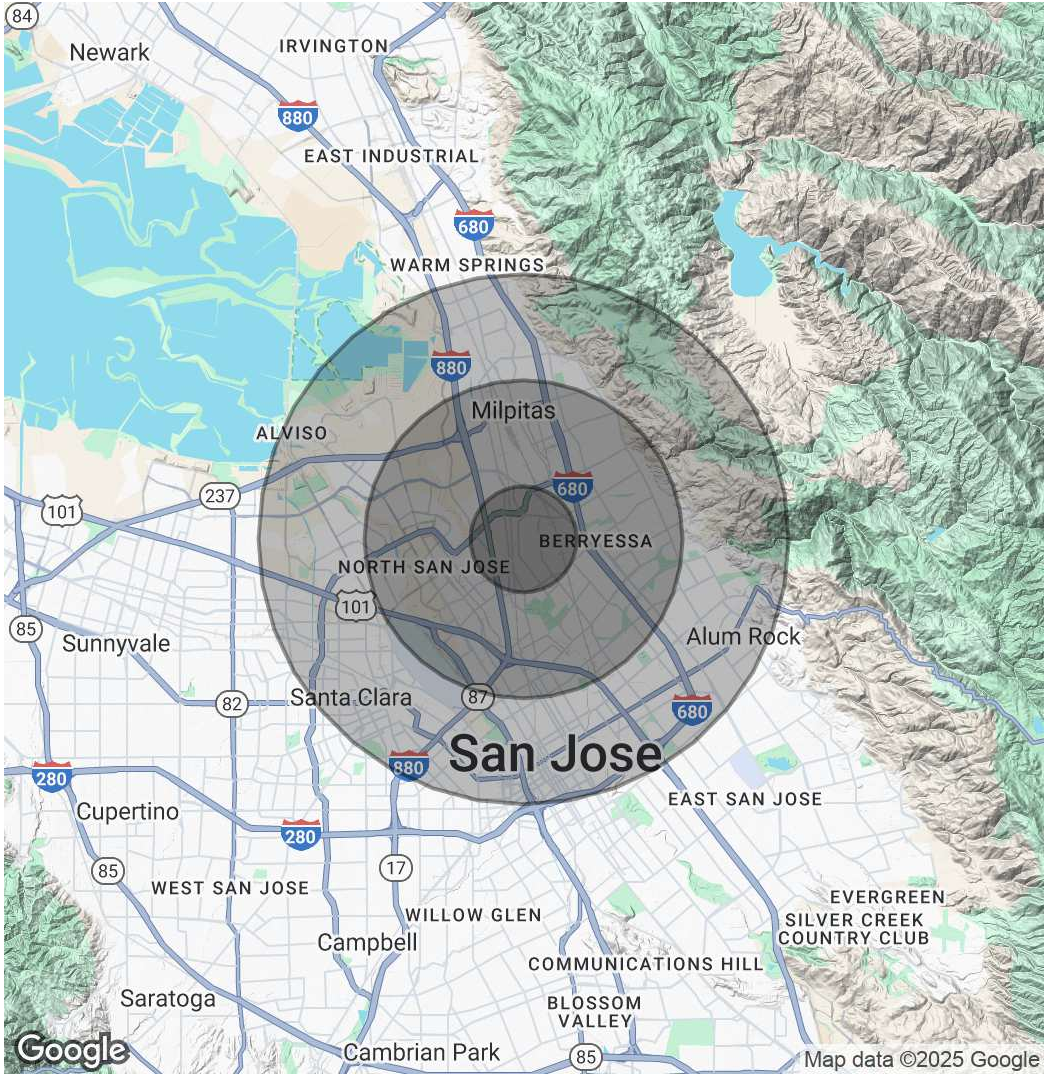 84
Newark
IRVINGTON
880
EAST INDUSTRIAL
680
WARM SPRINGS
880
Milpitas
ALVISO
237
680
101
BERRYESSA
NORTH SAN JOSE
101
85
Sunnyvale
Alum Rock
Santa Clara
87
82
680
San Jose
880
280
EAST SAN JOSE
Cupertino
280
17
85
WEST SAN JOSE
EVERGREEN
WILLOW GLEN
SILVER CREEK
COUNTRY CLUB
Campbell
COMMUNICATIONS HILL
Saratoga
BLOSSOM
VALLEY
Google
Cambrian Park
85
Map data ©2025 Google